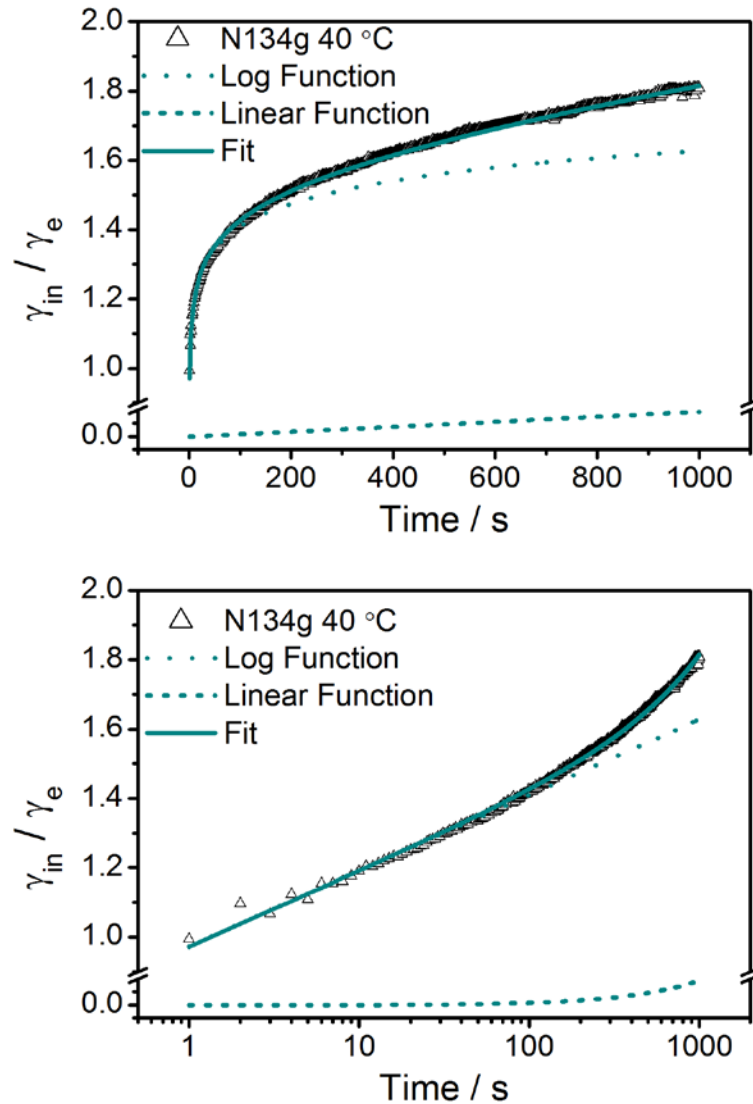 2.0
N134g 40 °C
1.8
Log Function
Linear Function
1.6
Fit
1.4
1.2
1.0
0.0
γin / γe
0 200 400 600 800 1000
Time / s
2.0
N134g 40 °C
1.8
Log Function
Linear Function
1.6
Fit
1.4
1.2
1.0
0.0
γin / γe
1 10 100 1000
Time / s